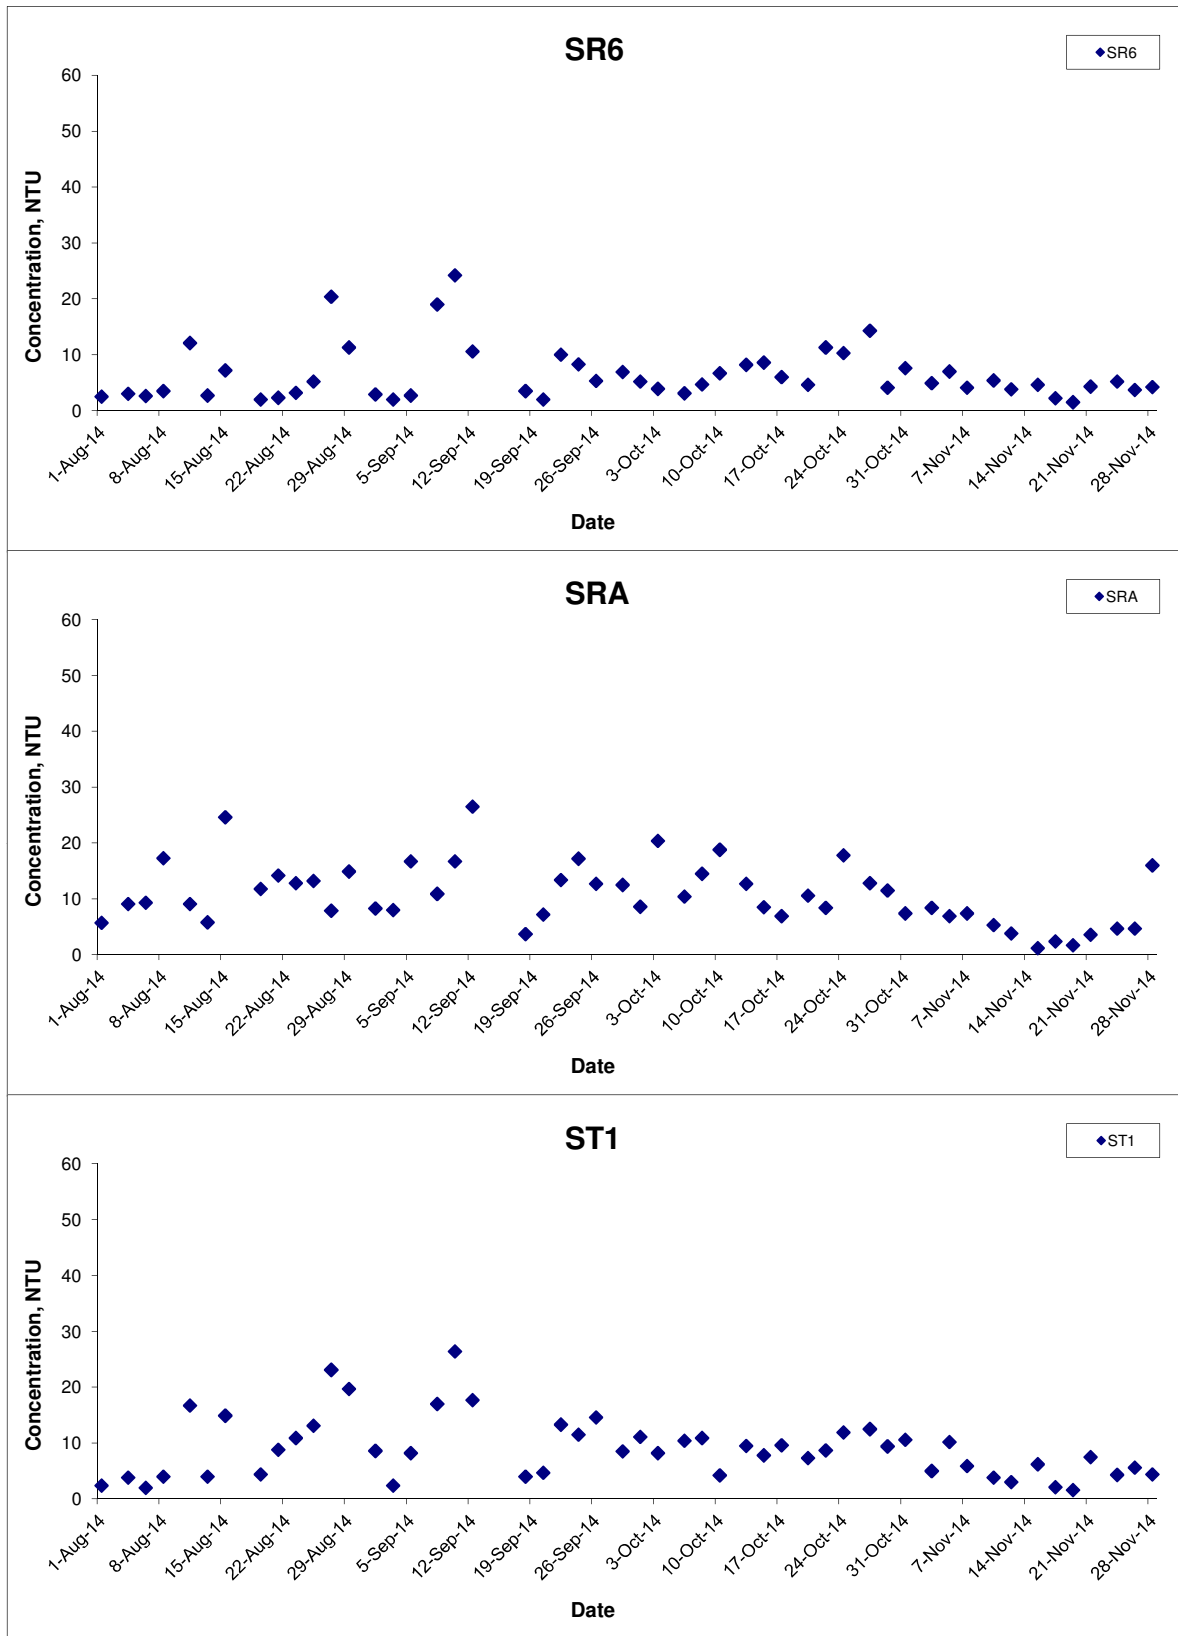 SR6
SR6
60
50
40
30
20
10
0
Concentration, NTU
1-Aug-14
8-Aug-14
15-Aug-14
22-Aug-14
29-Aug-14
5-Sep-14
12-Sep-14
19-Sep-14
26-Sep-14
3-Oct-14
10-Oct-14
17-Oct-14
24-Oct-14
31-Oct-14
7-Nov-14
14-Nov-14
21-Nov-14
28-Nov-14
Date
SRA
SRA
60
50
40
30
20
10
0
Concentration, NTU
1-Aug-14
8-Aug-14
15-Aug-14
22-Aug-14
29-Aug-14
5-Sep-14
12-Sep-14
19-Sep-14
26-Sep-14
3-Oct-14
10-Oct-14
17-Oct-14
24-Oct-14
31-Oct-14
7-Nov-14
14-Nov-14
21-Nov-14
28-Nov-14
Date
ST1
ST1
60
50
40
30
20
10
0
Concentration, NTU
1-Aug-14
8-Aug-14
15-Aug-14
22-Aug-14
29-Aug-14
5-Sep-14
12-Sep-14
19-Sep-14
26-Sep-14
3-Oct-14
10-Oct-14
17-Oct-14
24-Oct-14
31-Oct-14
7-Nov-14
14-Nov-14
21-Nov-14
28-Nov-14
Date